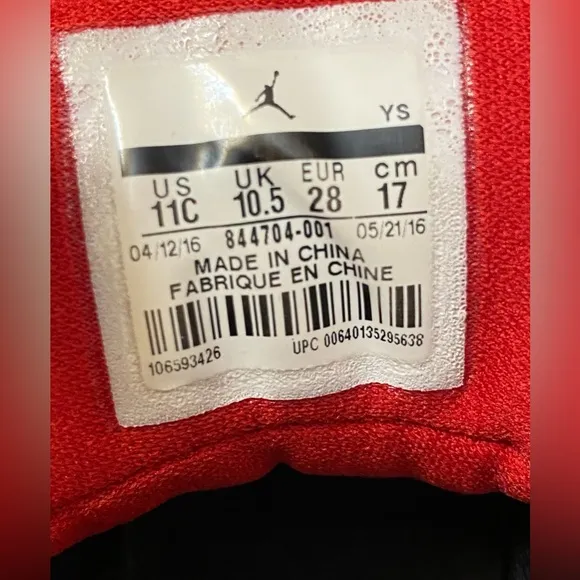 YS
US UK EUR cm
11C 10.5 28 17
04/12/16 844704-001 05/21/16
MADE IN CHINA
FABRIQUE EN CHINE
106593426 UPC 00640135295638